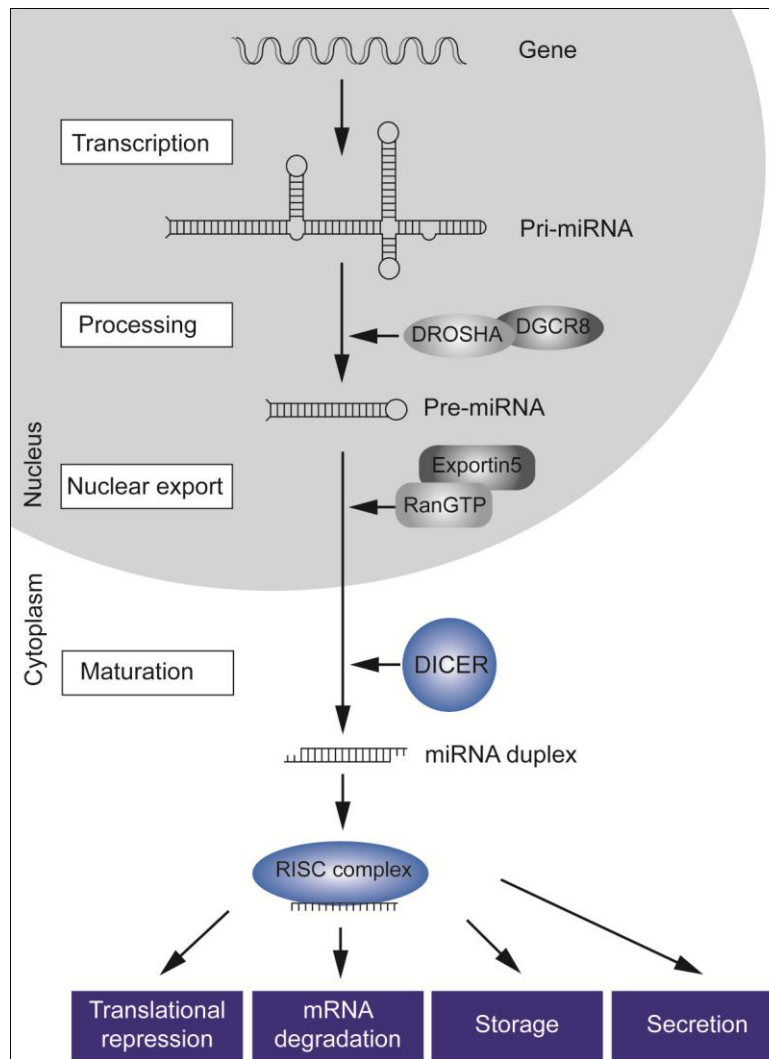 Gene
Transcription
Pri-miRNA
Processing
DROSHA
DGCR8
Pre-miRNA
Nucleus
Nuclear export
Exportin5
RanGTP
Cytoplasm
Maturation
DICER
miRNA duplex
RISC complex
Translational
repression
mRNA
degradation
Storage
Secretion